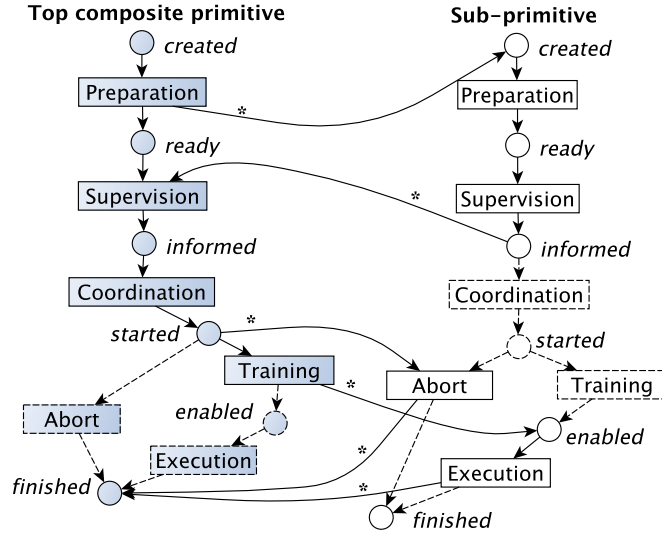 Top composite primitive
Sub-primitive
created
created
Preparation
Preparation
*
ready
ready
Supervision
Supervision
*
informed
informed
Coordination
Coordination
started
*
started
Training
Abort
Training
*
Abort
enabled
enabled
*
Execution
Execution
finished
*
finished